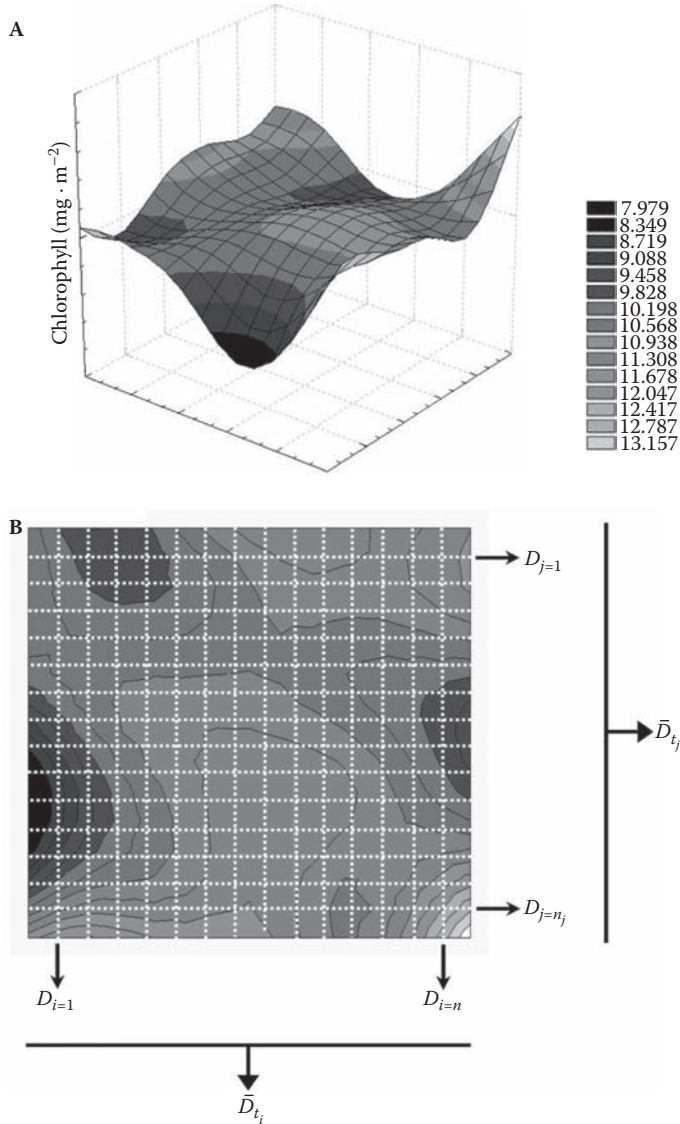 A
Chlorophyll (mg · m⁻²)
7.979
8.349
8.719
9.088
9.458
9.828
10.198
10.568
10.938
11.308
11.678
12.047
12.417
12.787
13.157
B
D_{j=1}
D̄_{t_j}
D_{j=n_j}
D_{i=1}
D_{i=n}
D̄_{t_i}